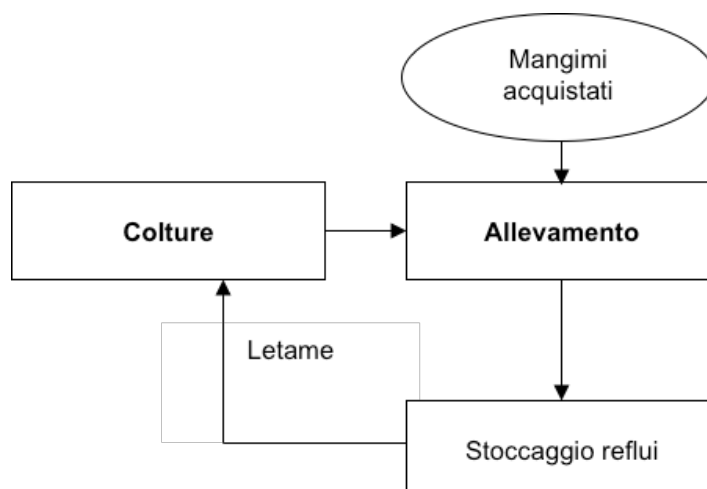 Mangimi
acquistati
Colture
Allevamento
Letame
Stoccaggio reflui